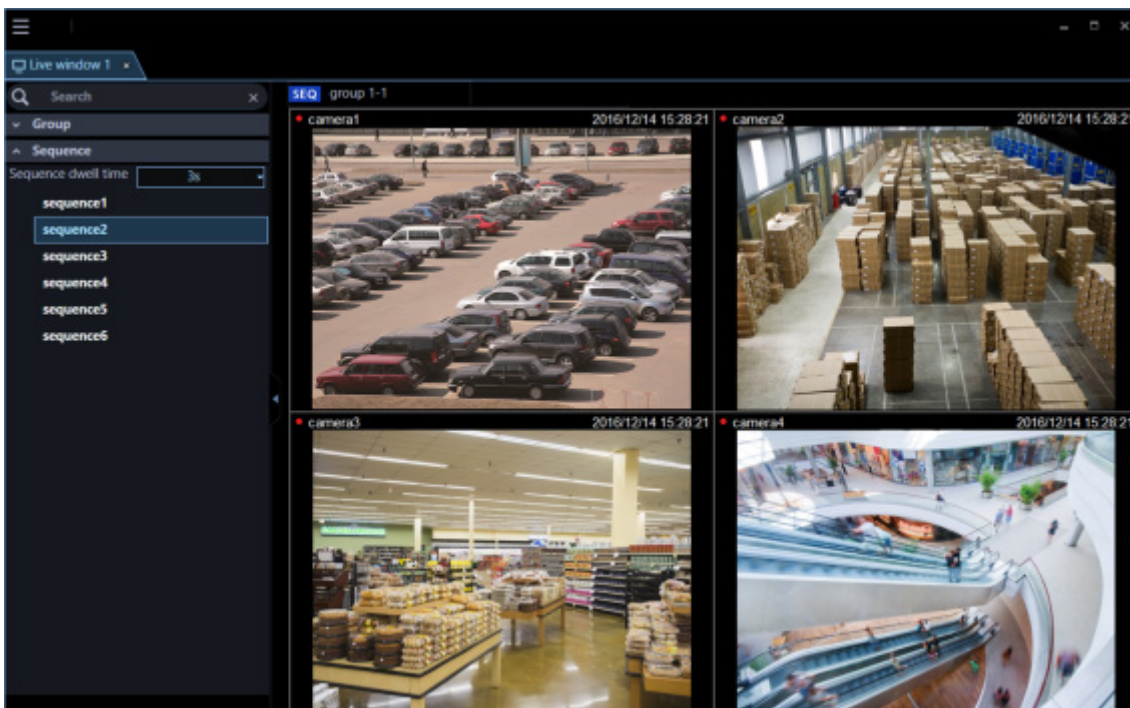 Live window 1
Search
SEQ group 1-1
Group
Sequence
Sequence dwell time 3s
sequence1
sequence2
sequence3
sequence4
sequence5
sequence6
camera1 2016/12/14 15:28:21
camera2 2016/12/14 15:28:21
camera3 2016/12/14 15:28:21
camera4 2016/12/14 15:28:21